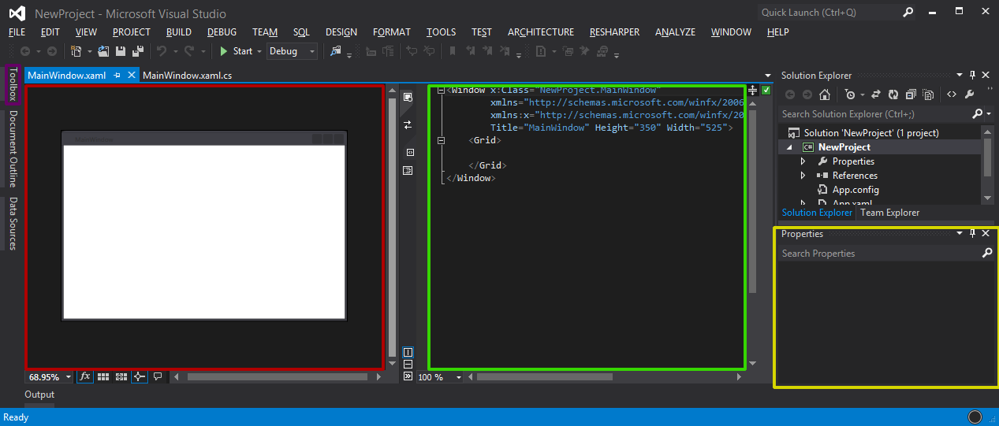 NewProject - Microsoft Visual Studio
Quick Launch (Ctrl+Q)
FILE EDIT VIEW PROJECT BUILD DEBUG TEAM SQL DESIGN FORMAT TOOLS TEST ARCHITECTURE RESHARPER ANALYZE WINDOW HELP
Start Debug
Toolbox
Document Outline
Data Sources
MainWindow.xaml MainWindow.xaml.cs
MainWindow
<Window x:Class="NewProject.MainWindow"
xmlns="http://schemas.microsoft.com/winfx/2006
xmlns:x="http://schemas.microsoft.com/winfx/20
Title="MainWindow" Height="350" Width="525">
<Grid>
</Grid>
</Window>
68.95%
fx
100 %
Solution Explorer
Search Solution Explorer (Ctrl+;)
Solution 'NewProject' (1 project)
C# NewProject
Properties
References
App.config
App.xaml
Solution Explorer Team Explorer
Properties
Search Properties
Output
Ready